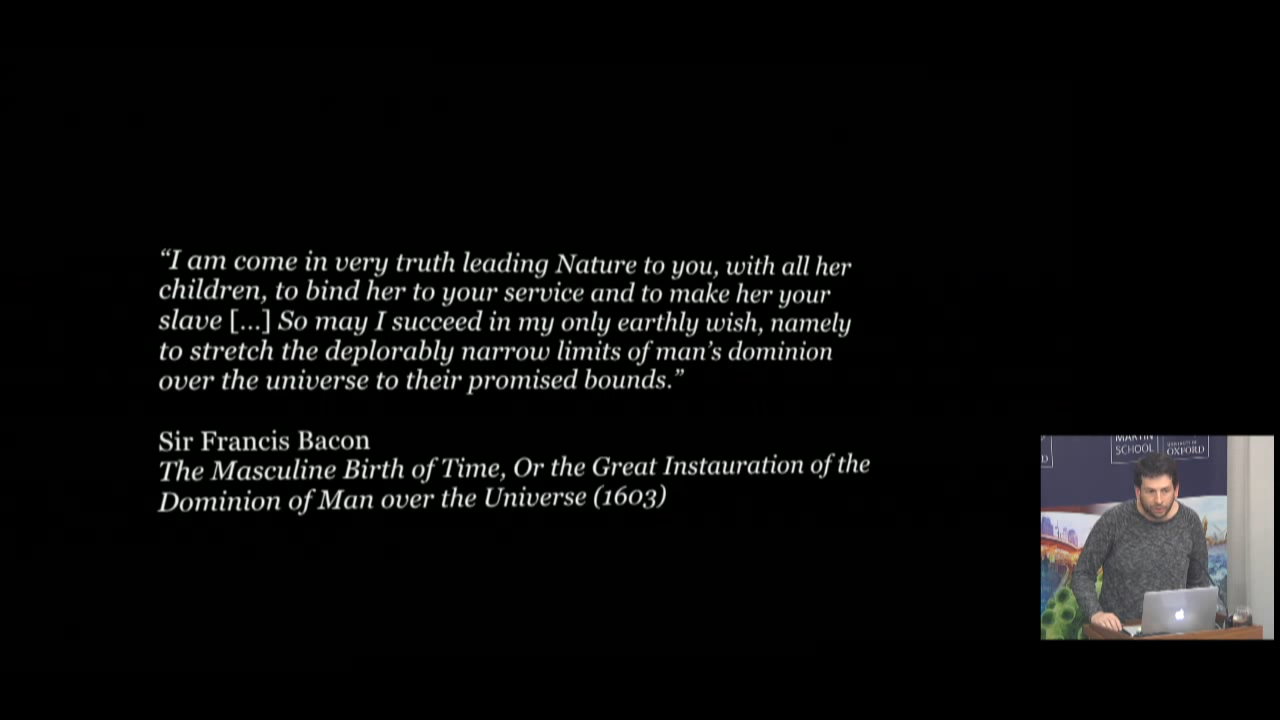 “I am come in very truth leading Nature to you, with all her
children, to bind her to your service and to make her your
slave [...] So may I succeed in my only earthly wish, namely
to stretch the deplorably narrow limits of man’s dominion
over the universe to their promised bounds.”
Sir Francis Bacon
The Masculine Birth of Time, Or the Great Instauration of the
Dominion of Man over the Universe (1603)
MARTIN
SCHOOL
UNIVERSITY OF
OXFORD
D